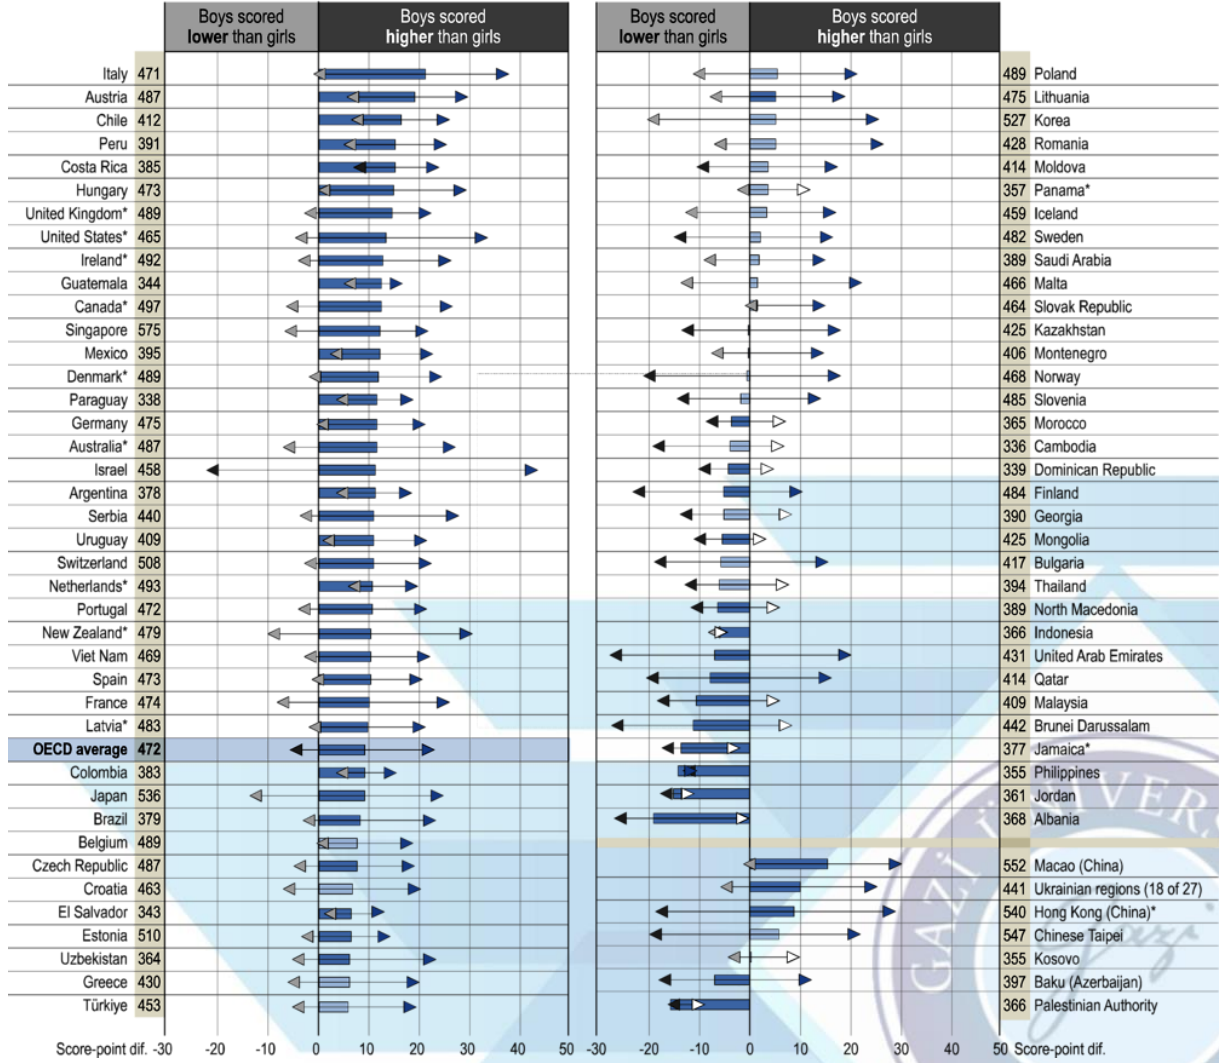 Boys scored
lower than girls
Boys scored
higher than girls
Italy 471
Austria 487
Chile 412
Peru 391
Costa Rica 385
Hungary 473
United Kingdom* 489
United States* 465
Ireland* 492
Guatemala 344
Canada* 497
Singapore 575
Mexico 395
Denmark* 489
Paraguay 338
Germany 475
Australia* 487
Israel 458
Argentina 378
Serbia 440
Uruguay 409
Switzerland 508
Netherlands* 493
Portugal 472
New Zealand* 479
Viet Nam 469
Spain 473
France 474
Latvia* 483
OECD average 472
Colombia 383
Japan 536
Brazil 379
Belgium 489
Czech Republic 487
Croatia 463
El Salvador 343
Estonia 510
Uzbekistan 364
Greece 430
Türkiye 453
Score-point dif. -30 -20 -10 0 10 20 30 40 50
Boys scored
lower than girls
Boys scored
higher than girls
489 Poland
475 Lithuania
527 Korea
428 Romania
414 Moldova
357 Panama*
459 Iceland
482 Sweden
389 Saudi Arabia
466 Malta
464 Slovak Republic
425 Kazakhstan
406 Montenegro
468 Norway
485 Slovenia
365 Morocco
336 Cambodia
339 Dominican Republic
484 Finland
390 Georgia
425 Mongolia
417 Bulgaria
394 Thailand
389 North Macedonia
366 Indonesia
431 United Arab Emirates
414 Qatar
409 Malaysia
442 Brunei Darussalam
377 Jamaica*
355 Philippines
361 Jordan
368 Albania
552 Macao (China)
441 Ukrainian regions (18 of 27)
540 Hong Kong (China)*
547 Chinese Taipei
355 Kosovo
397 Baku (Azerbaijan)
366 Palestinian Authority
-30 -20 -10 0 10 20 30 40 50 Score-point dif.
GAZİ ÜNİVERS
Gazi